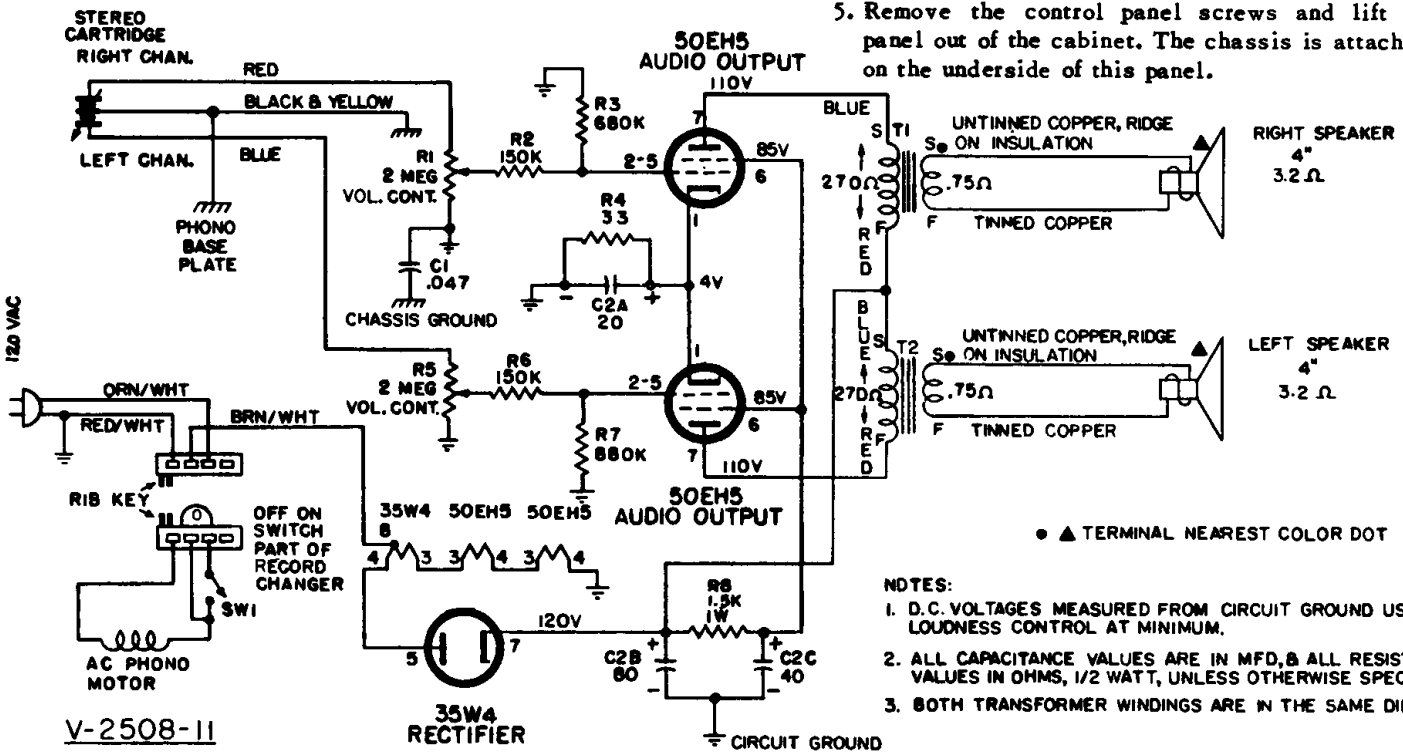 5. Remove the control panel screws and lift
panel out of the cabinet. The chassis is attach
on the underside of this panel.
STEREO
CARTRIDGE
RIGHT CHAN.
RED
BLACK & YELLOW
LEFT CHAN.
BLUE
PHONO
BASE
PLATE
R1
2 MEG
VOL. CONT.
C1
.047
CHASSIS GROUND
R2
150K
R3
680K
50EH5
AUDIO OUTPUT
110V
7
2-5
85V
6
1
R4
33
C2A
20
- +
4V
BLUE
S T1
270Ω
RED
F
S
.75Ω
F
UNTINNED COPPER, RIDGE
ON INSULATION
TINNED COPPER
RIGHT SPEAKER
4"
3.2 Ω
120 VAC
ORN/WHT
RED/WHT
BRN/WHT
R5
2 MEG
VOL. CONT.
R6
150K
R7
680K
1
2-5
85V
6
7
110V
50EH5
AUDIO OUTPUT
BLUE
S T2
270Ω
RED
F
S
.75Ω
F
UNTINNED COPPER, RIDGE
ON INSULATION
TINNED COPPER
LEFT SPEAKER
4"
3.2 Ω
RIB KEY
OFF ON
SWITCH
PART OF
RECORD
CHANGER
SW1
AC PHONO
MOTOR
35W4 50EH5 50EH5
4 3 3 4 3 4
5
7
35W4
RECTIFIER
120V
R8
1.5K
1W
+
C2B
80
-
+
C2C
40
-
CIRCUIT GROUND
● ▲ TERMINAL NEAREST COLOR DOT
NOTES:
1. D.C. VOLTAGES MEASURED FROM CIRCUIT GROUND US
LOUDNESS CONTROL AT MINIMUM.
2. ALL CAPACITANCE VALUES ARE IN MFD, & ALL RESIST
VALUES IN OHMS, 1/2 WATT, UNLESS OTHERWISE SPEC
3. BOTH TRANSFORMER WINDINGS ARE IN THE SAME DI
V-2508-11